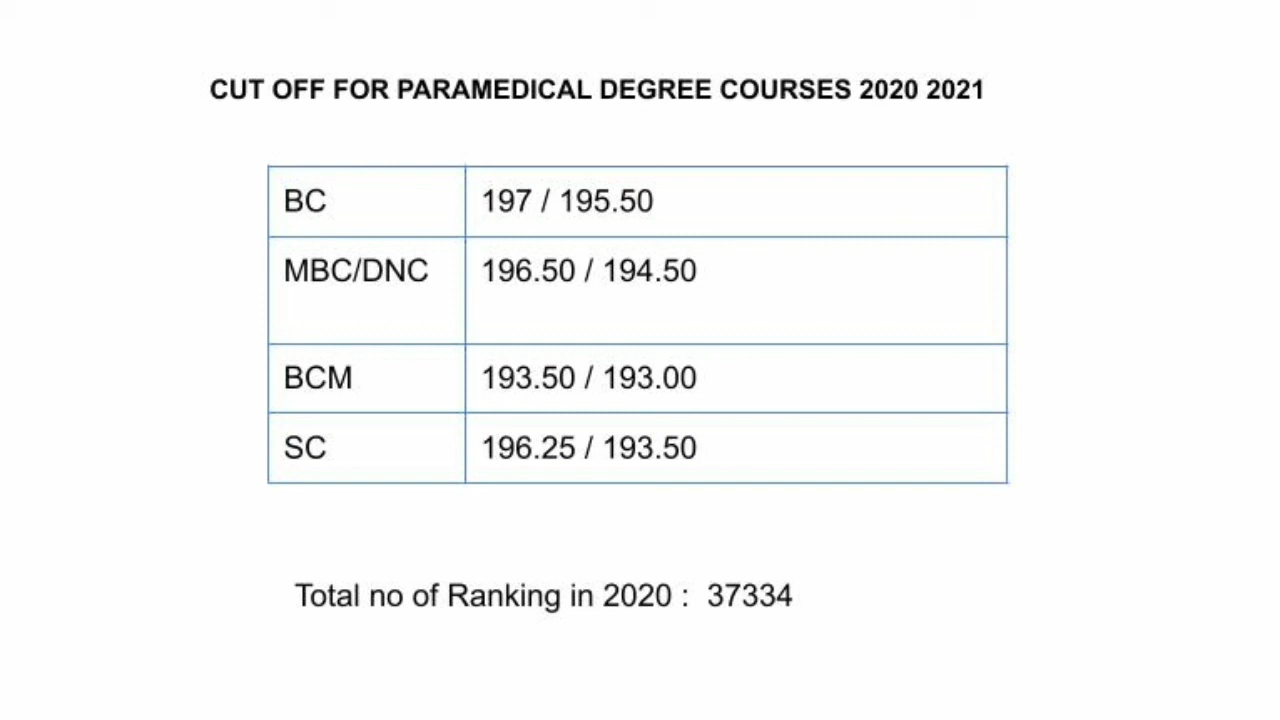 CUT OFF FOR PARAMEDICAL DEGREE COURSES 2020 2021
BC 197 / 195.50
MBC/DNC 196.50 / 194.50
BCM 193.50 / 193.00
SC 196.25 / 193.50
Total no of Ranking in 2020 : 37334